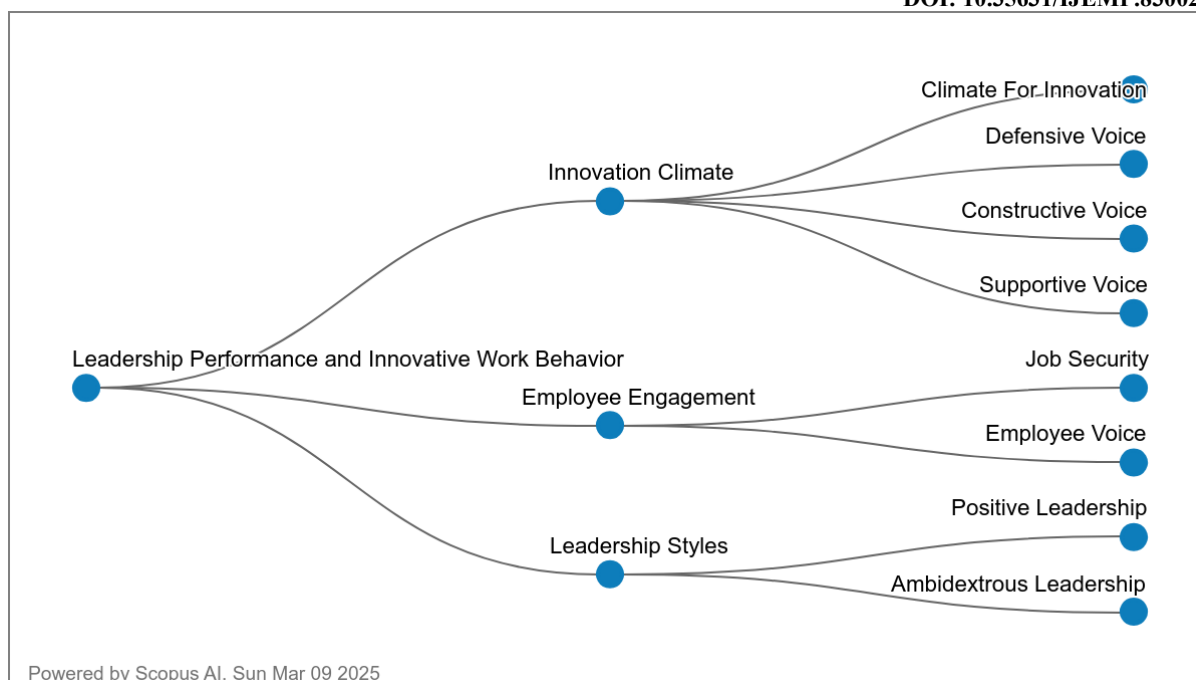 Climate For Innovation
Defensive Voice
Innovation Climate
Constructive Voice
Supportive Voice
Leadership Performance and Innovative Work Behavior
Job Security
Employee Engagement
Employee Voice
Positive Leadership
Leadership Styles
Ambidextrous Leadership
Powered by Scopus AI, Sun Mar 09 2025